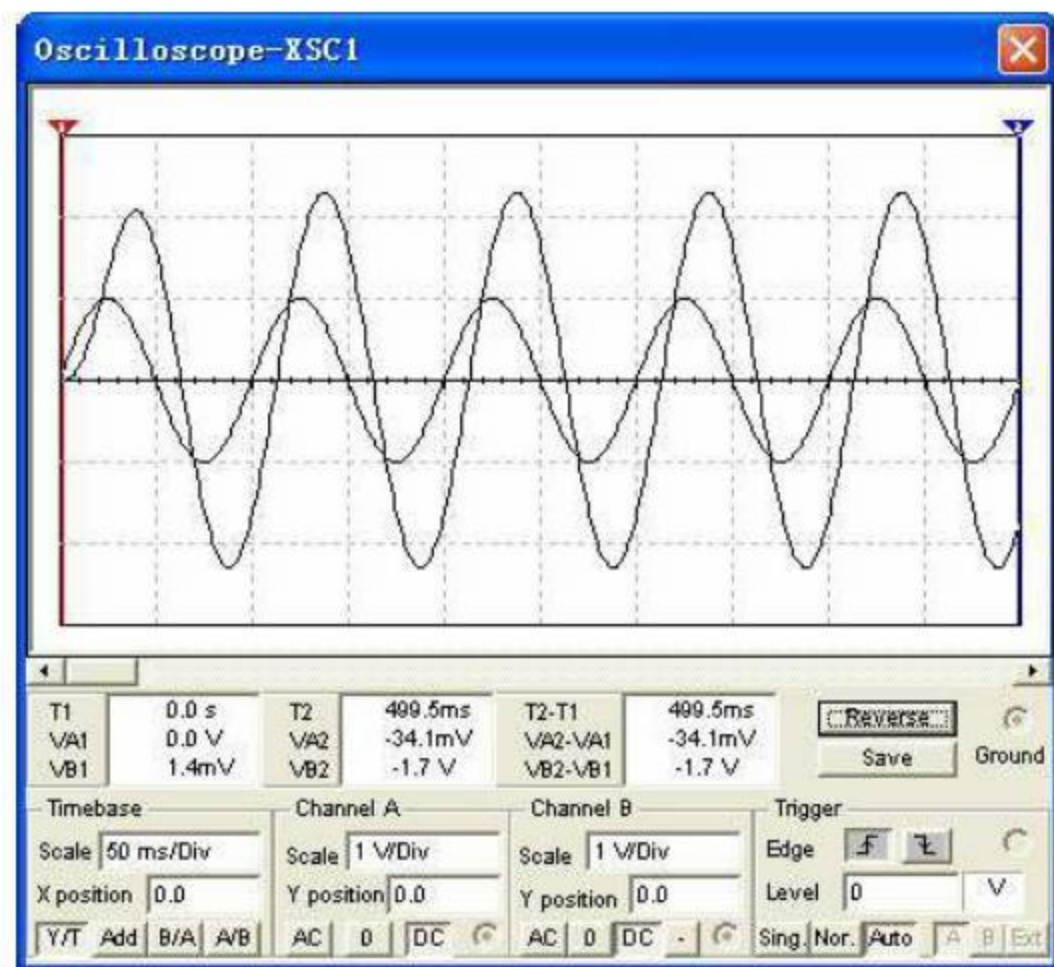 Oscilloscope-XSC1
1 2
T1 0.0 s T2 499.5ms T2-T1 499.5ms Reverse
VA1 0.0 V VA2 -34.1mV VA2-VA1 -34.1mV
VB1 1.4mV VB2 -1.7 V VB2-VB1 -1.7 V Save Ground
Timebase Channel A Channel B Trigger
Scale 50 ms/Div Scale 1 V/Div Scale 1 V/Div Edge
X position 0.0 Y position 0.0 Y position 0.0 Level 0 V
Y/T Add B/A A/B AC 0 DC AC 0 DC - Sing. Nor. Auto A B Ext